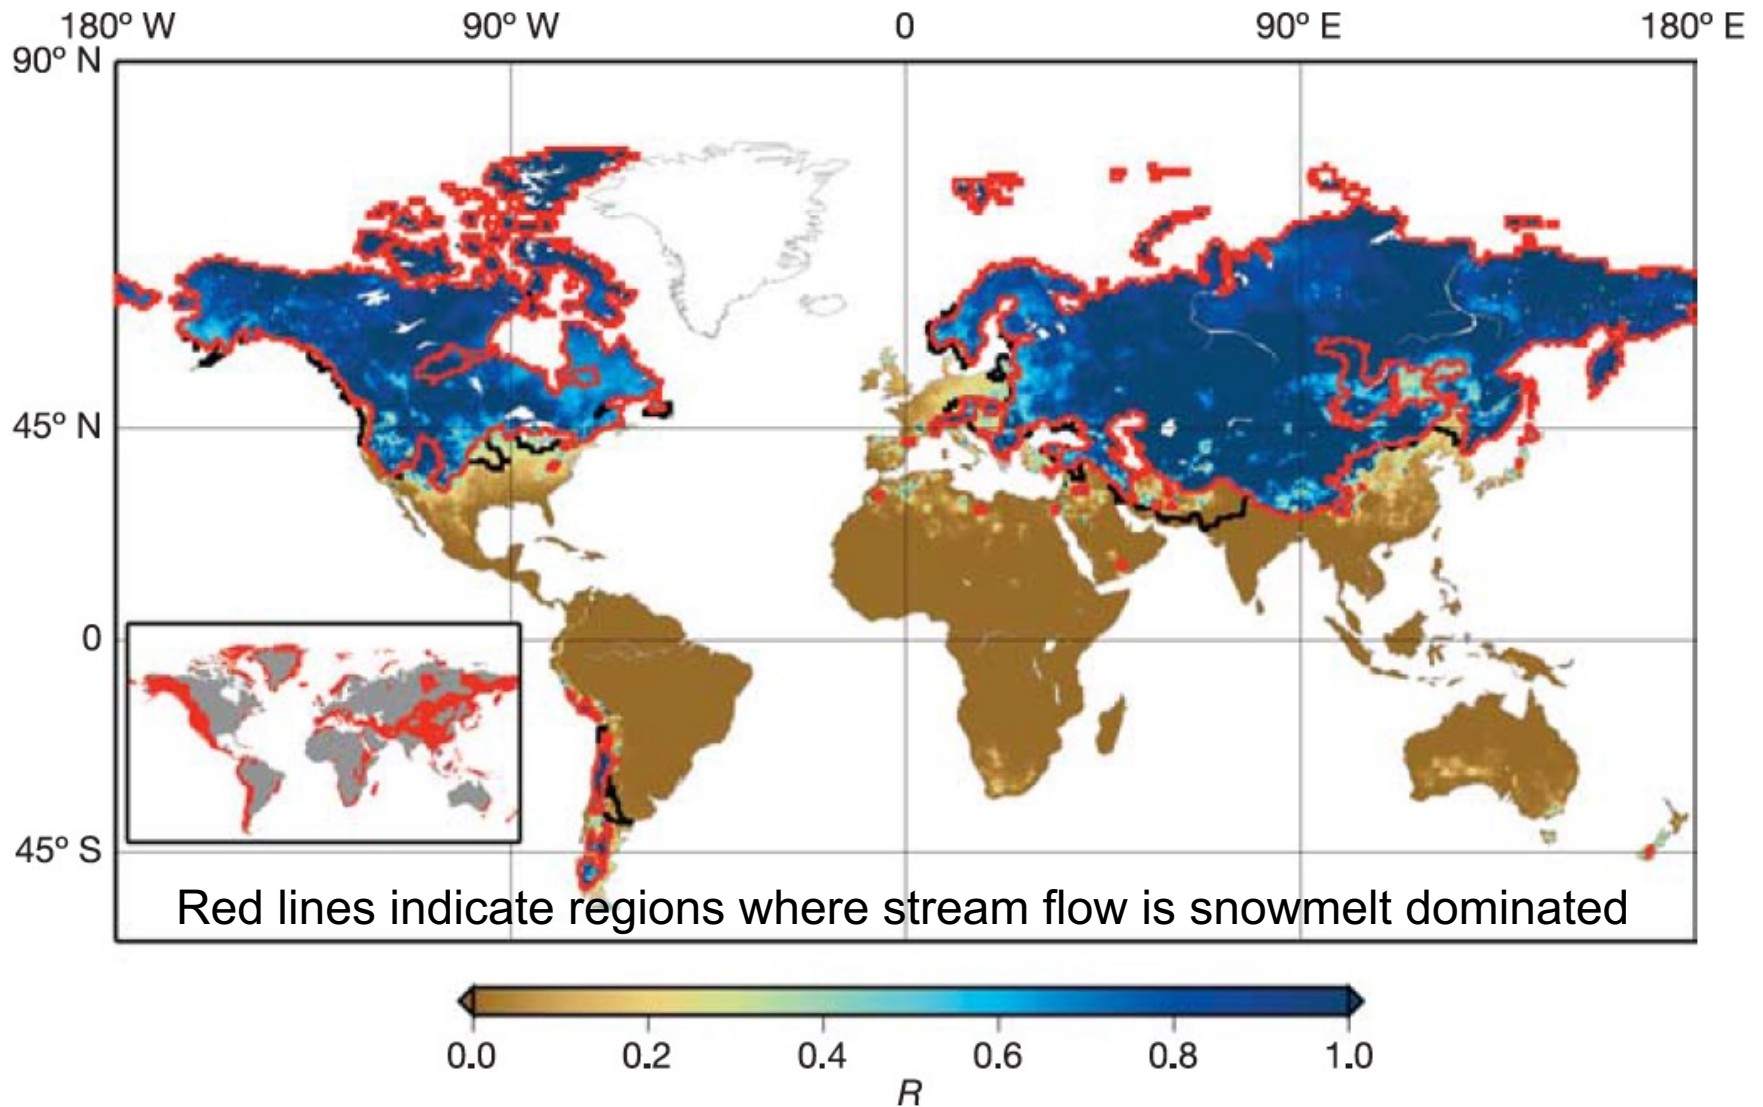 180° W 90° W 0 90° E 180° E
90° N
45° N
0
45° S
Red lines indicate regions where stream flow is snowmelt dominated
0.0 0.2 0.4 0.6 0.8 1.0
R